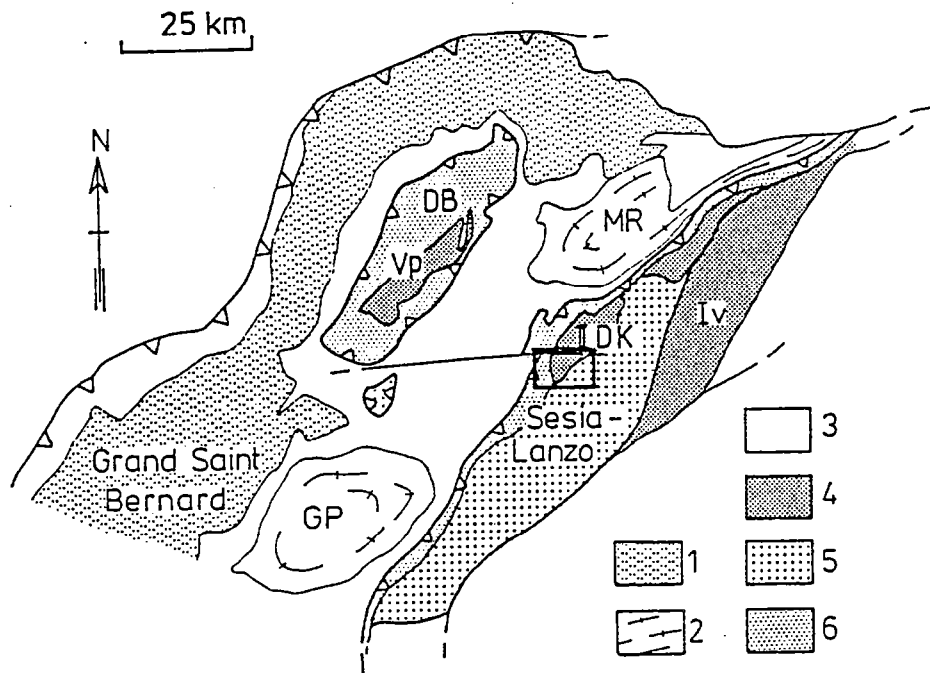 25 km
N
DB
MR
Vp
Iv
II DK
Sesia-
Lanzo
3
Grand Saint
Bernard
4
GP
1
5
2
6